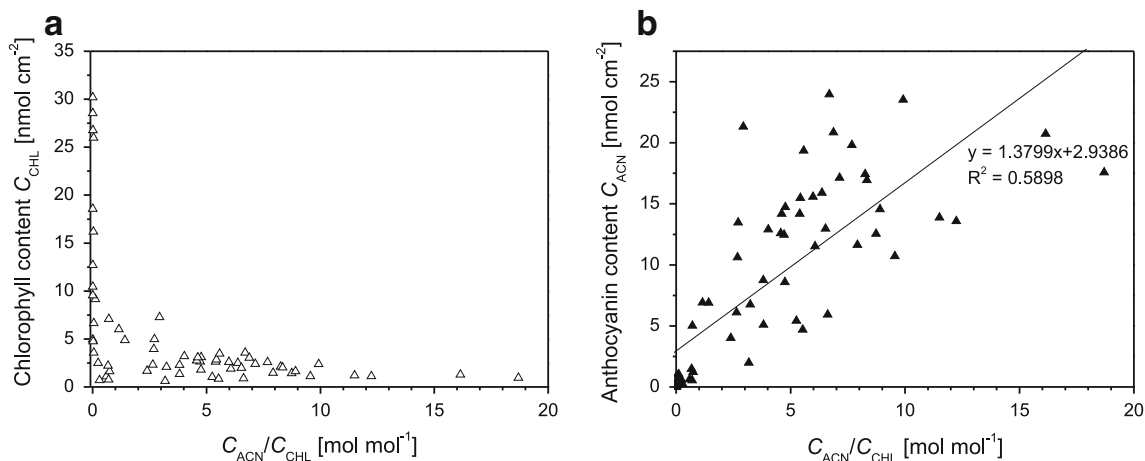 a
Chlorophyll content C_CHL [nmol cm⁻²]
35
30
25
20
15
10
5
0
0 5 10 15 20
C_ACN/C_CHL [mol mol⁻¹]
b
Anthocyanin content C_ACN [nmol cm⁻²]
25
20
15
10
5
0
y = 1.3799x+2.9386
R² = 0.5898
0 5 10 15 20
C_ACN/C_CHL [mol mol⁻¹]